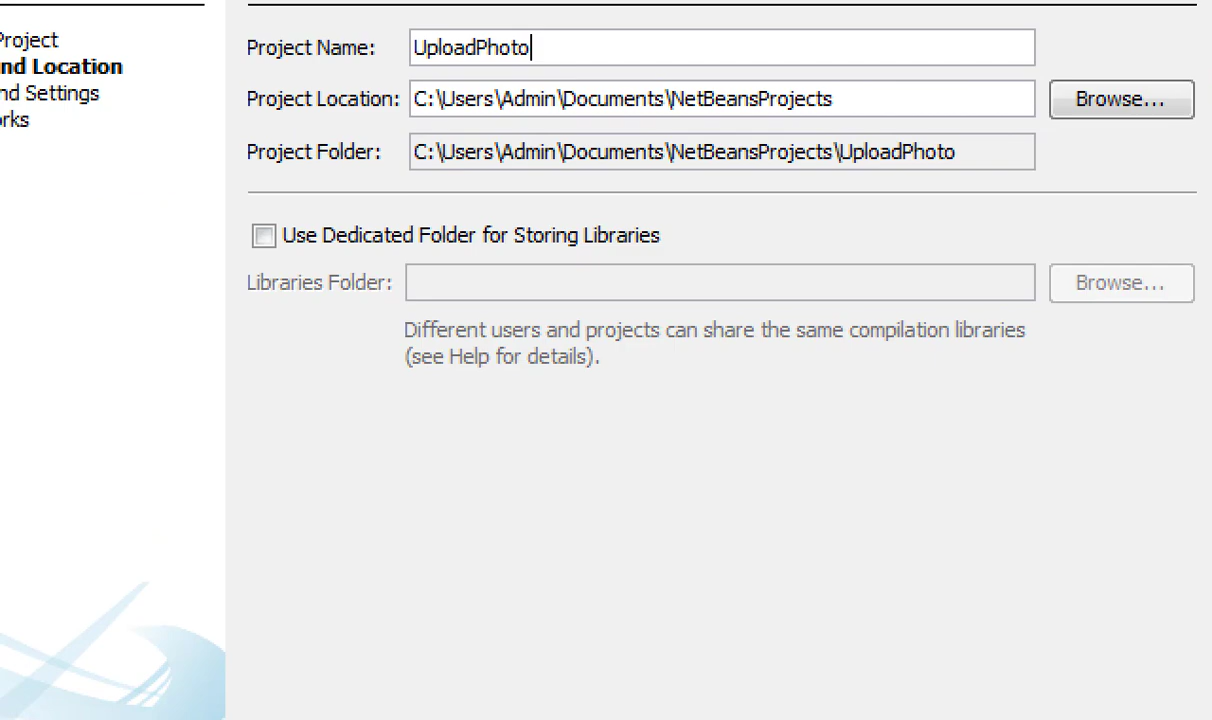 Project
nd Location
nd Settings
orks
Project Name: UploadPhoto
Project Location: C:\Users\Admin\Documents\NetBeansProjects Browse...
Project Folder: C:\Users\Admin\Documents\NetBeansProjects\UploadPhoto
Use Dedicated Folder for Storing Libraries
Libraries Folder: Browse...
Different users and projects can share the same compilation libraries
(see Help for details).